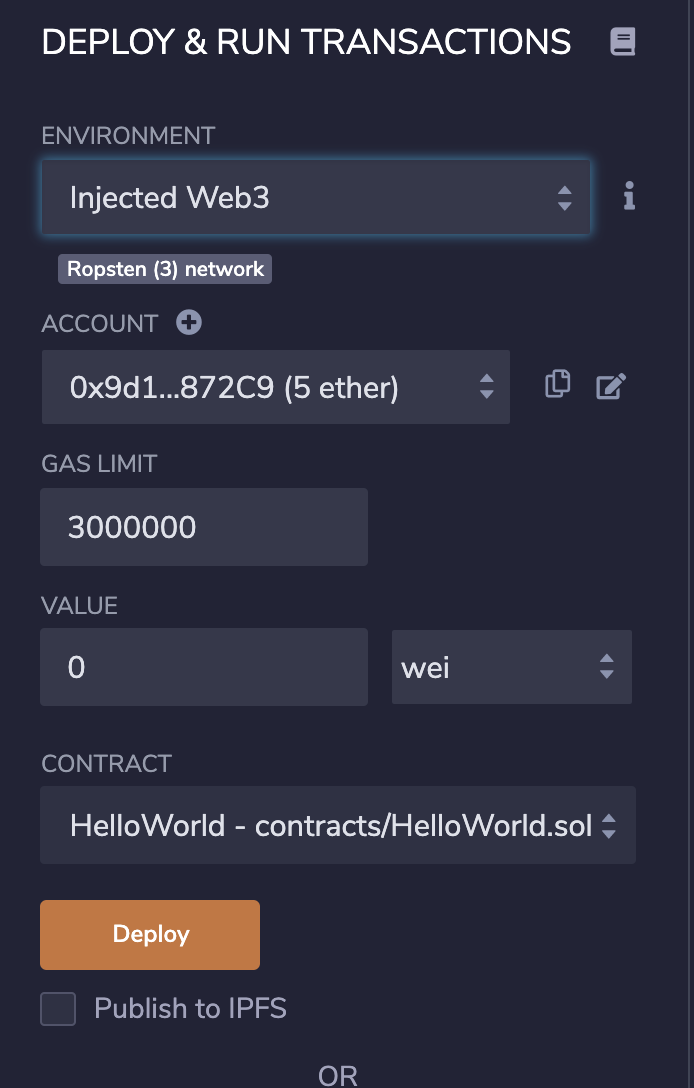 DEPLOY & RUN TRANSACTIONS
ENVIRONMENT
Injected Web3
Ropsten (3) network
ACCOUNT
0x9d1...872C9 (5 ether)
GAS LIMIT
3000000
VALUE
0 wei
CONTRACT
HelloWorld - contracts/HelloWorld.sol
Deploy
Publish to IPFS
OR